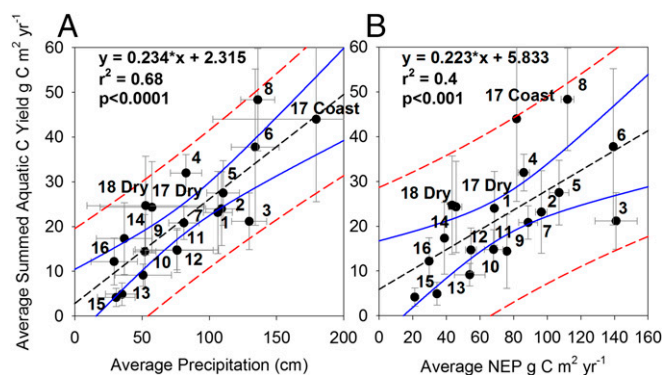 A
y = 0.234*x + 2.315
r² = 0.68
p<0.0001
8
17 Coast
6
4
5
18 Dry
17 Dry
2
14
9
7
1
3
11
16
10
12
15
13
60
50
40
30
20
10
0
0 50 100 150 200
Average Precipitation (cm)
Average Summed Aquatic C Yield g C m² yr⁻¹
B
y = 0.223*x + 5.833
r² = 0.4
p<0.001
8
17 Coast
6
4
5
18 Dry
17 Dry
1
2
14
3
12
11
7
16
10
9
15
13
60
50
40
30
20
10
0
0 20 40 60 80 100 120 140 160
Average NEP g C m² yr⁻¹